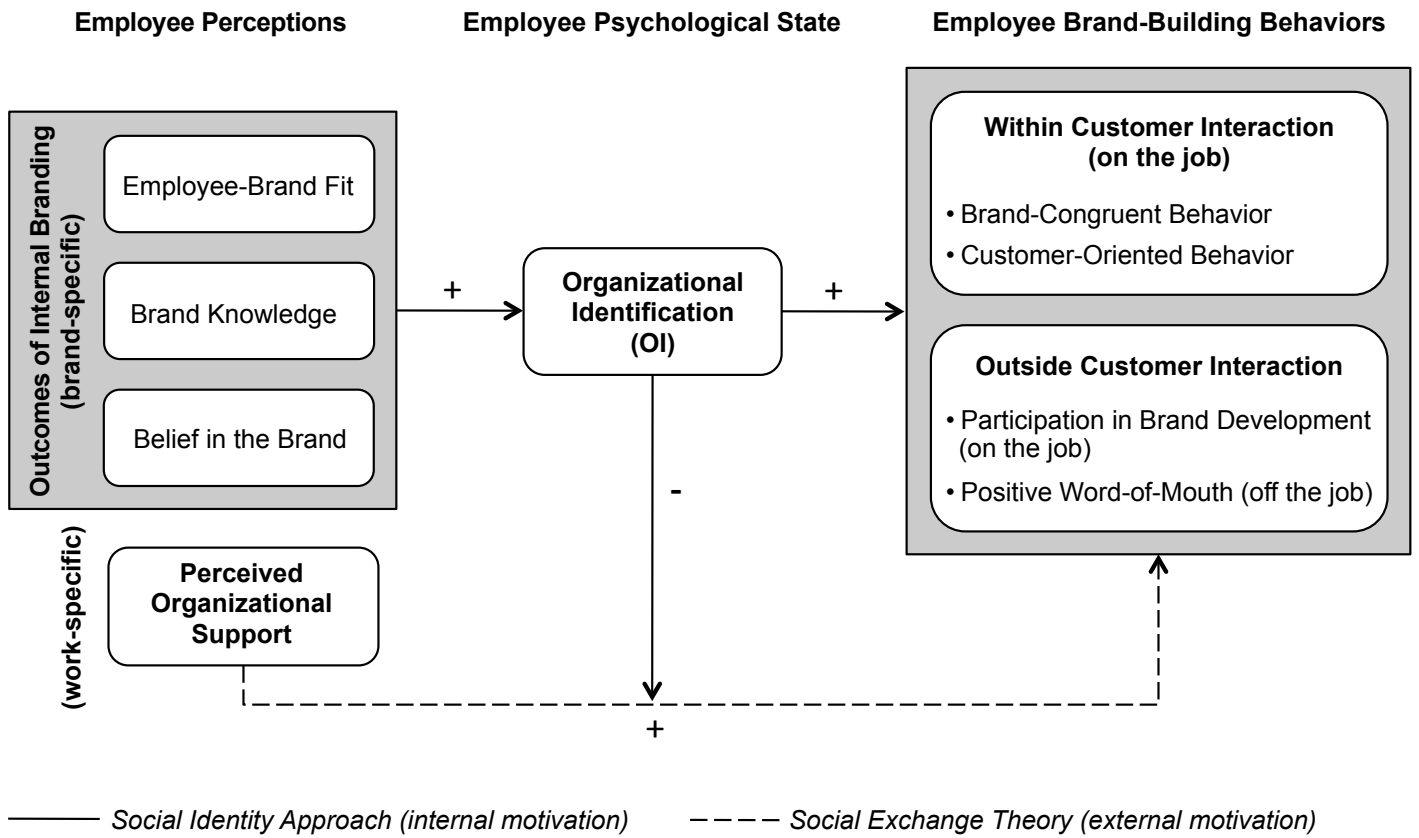 Employee Perceptions
Employee Psychological State
Employee Brand-Building Behaviors
Outcomes of Internal Branding
(brand-specific)
Employee-Brand Fit
Brand Knowledge
Belief in the Brand
(work-specific)
Perceived
Organizational
Support
+
Organizational
Identification
(OI)
+
-
+
Within Customer Interaction
(on the job)
• Brand-Congruent Behavior
• Customer-Oriented Behavior
Outside Customer Interaction
• Participation in Brand Development
(on the job)
• Positive Word-of-Mouth (off the job)
Social Identity Approach (internal motivation)
Social Exchange Theory (external motivation)